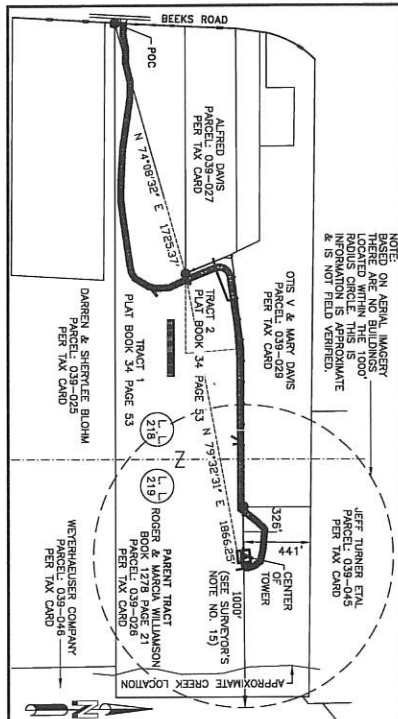 BEEKS ROAD
POC
N 74°08'32" E 1725.37'
ALFRED DAVIS
PARCEL: 039-027
PER TAX CARD
NOTE:
BASED ON AERIAL IMAGERY
THERE ARE NO BUILDINGS
LOCATED WITHIN THE 1000'
RADIUS CIRCLE. THIS IS
INFORMATION IS APPROXIMATE
& IS NOT FIELD VERIFIED.
OTIS V & MARY DAVIS
PARCEL: 039-029
PER TAX CARD
TRACT 2
PLAT BOOK 34 PAGE 53
TRACT 1
PLAT BOOK 34 PAGE 53
DARREN & SHERYLEE BLOHM
PARCEL: 039-025
PER TAX CARD
L.L.
218
L.L.
219
N 79°32'31" E 1866.25'
(SEE SURVEYOR'S
NOTE NO. 15)
JEFF TURNER ETAL
PARCEL: 039-045
PER TAX CARD
326'
441'
CENTER
OF
TOWER
1000'
PARENT TRACT
ROGER & MARCIA WILLIAMSON
BOOK 1278 PAGE 21
PARCEL: 039-026
PER TAX CARD
WEYERHAEUSER COMPANY
PARCEL: 039-046
PER TAX CARD
APPROXIMATE CREEK LOCATION
N